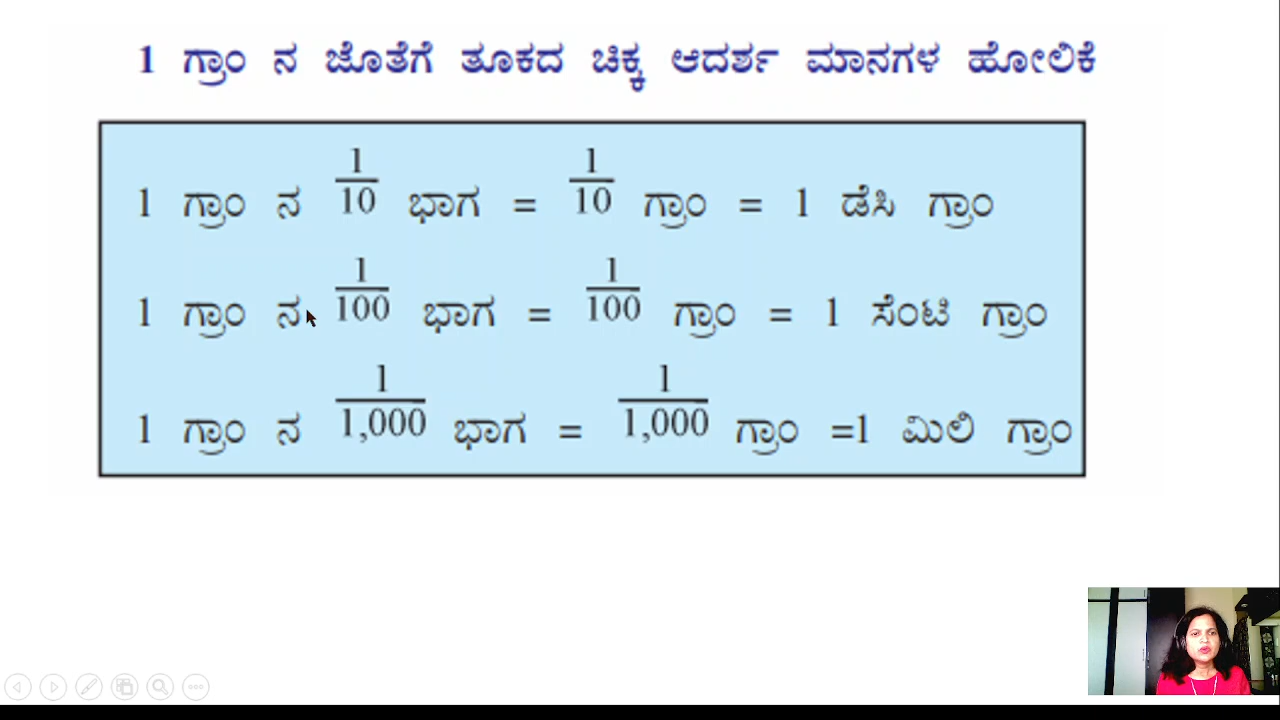 1 ಗ್ರಾಂ ನ ಜೊತೆಗೆ ತೂಕದ ಚಿಕ್ಕ ಆದರ್ಶ ಮಾನಗಳ ಹೋಲಿಕೆ
1 ಗ್ರಾಂ ನ 1/10 ಭಾಗ = 1/10 ಗ್ರಾಂ = 1 ಡೆಸಿ ಗ್ರಾಂ
1 ಗ್ರಾಂ ನ 1/100 ಭಾಗ = 1/100 ಗ್ರಾಂ = 1 ಸೆಂಟಿ ಗ್ರಾಂ
1 ಗ್ರಾಂ ನ 1/1,000 ಭಾಗ = 1/1,000 ಗ್ರಾಂ =1 ಮಿಲಿ ಗ್ರಾಂ